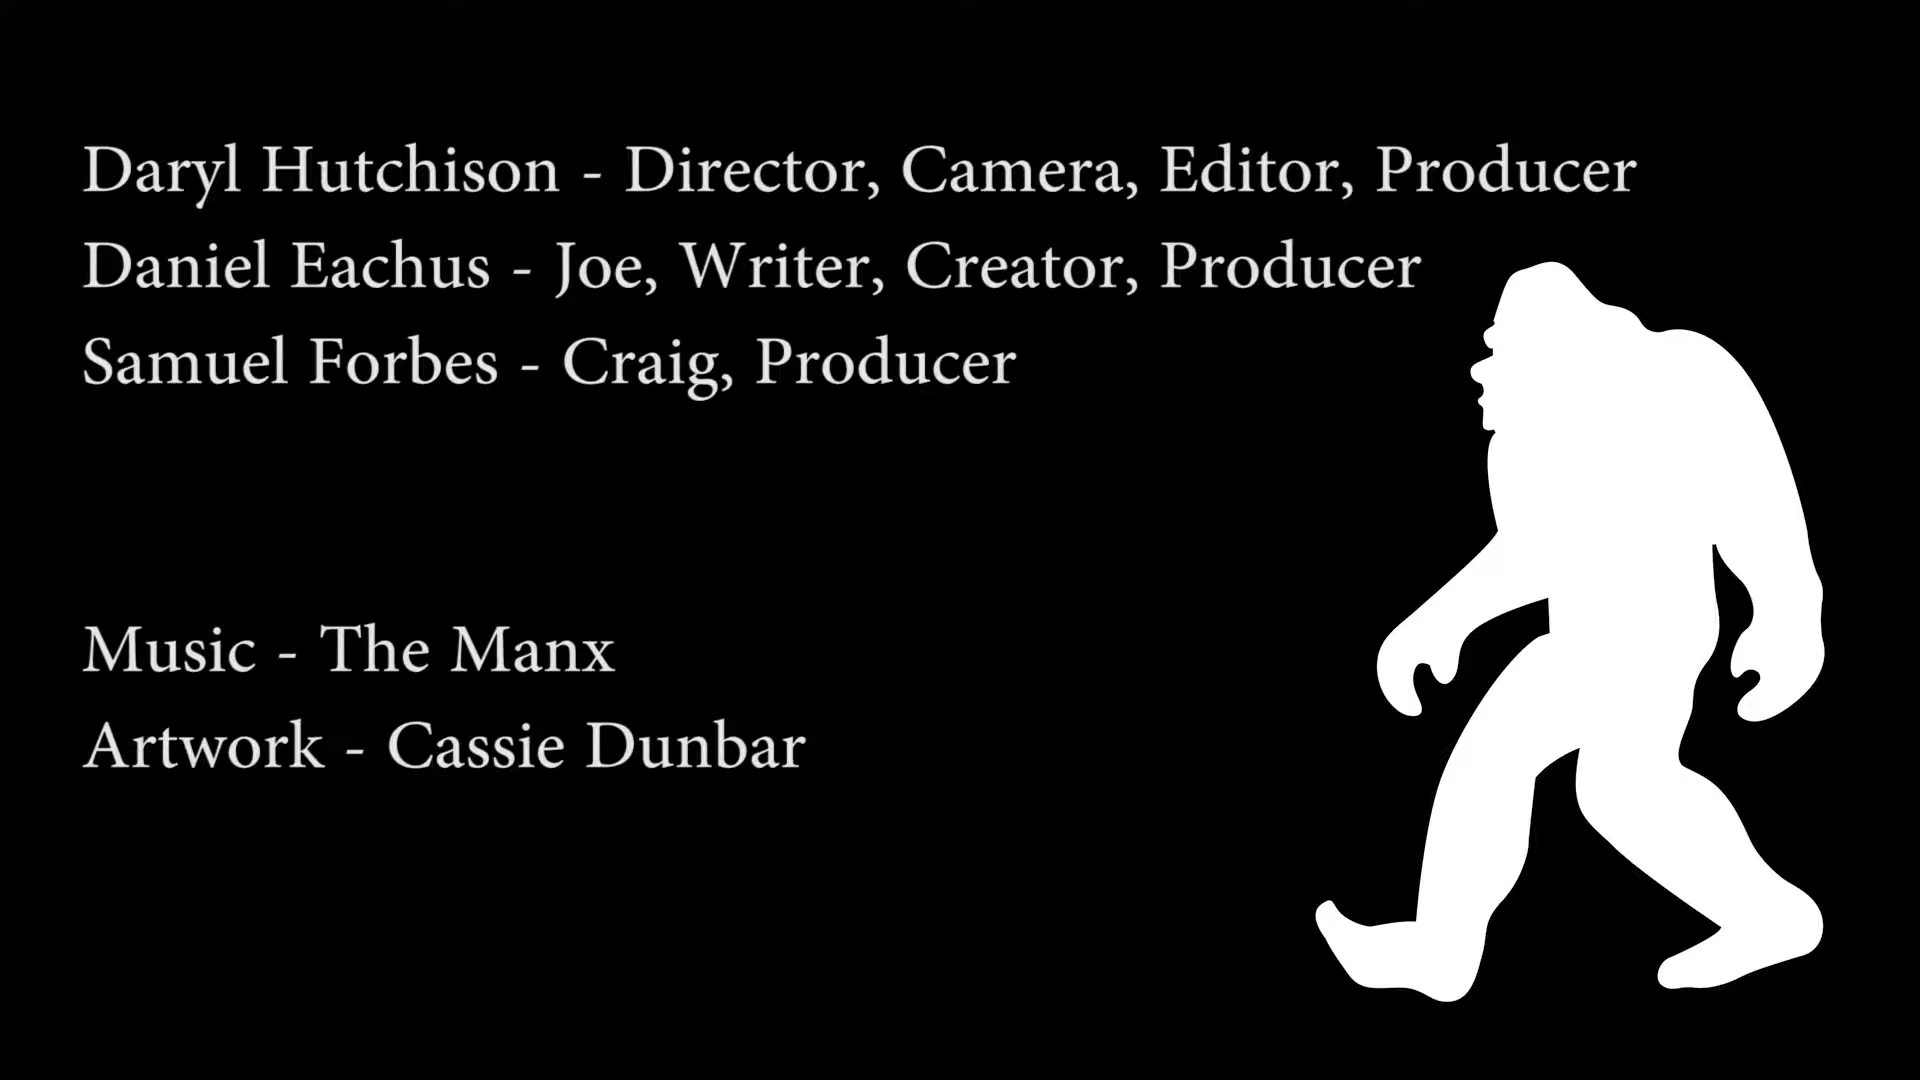 Daryl Hutchison - Director, Camera, Editor, Producer
Daniel Eachus - Joe, Writer, Creator, Producer
Samuel Forbes - Craig, Producer
Music - The Manx
Artwork - Cassie Dunbar